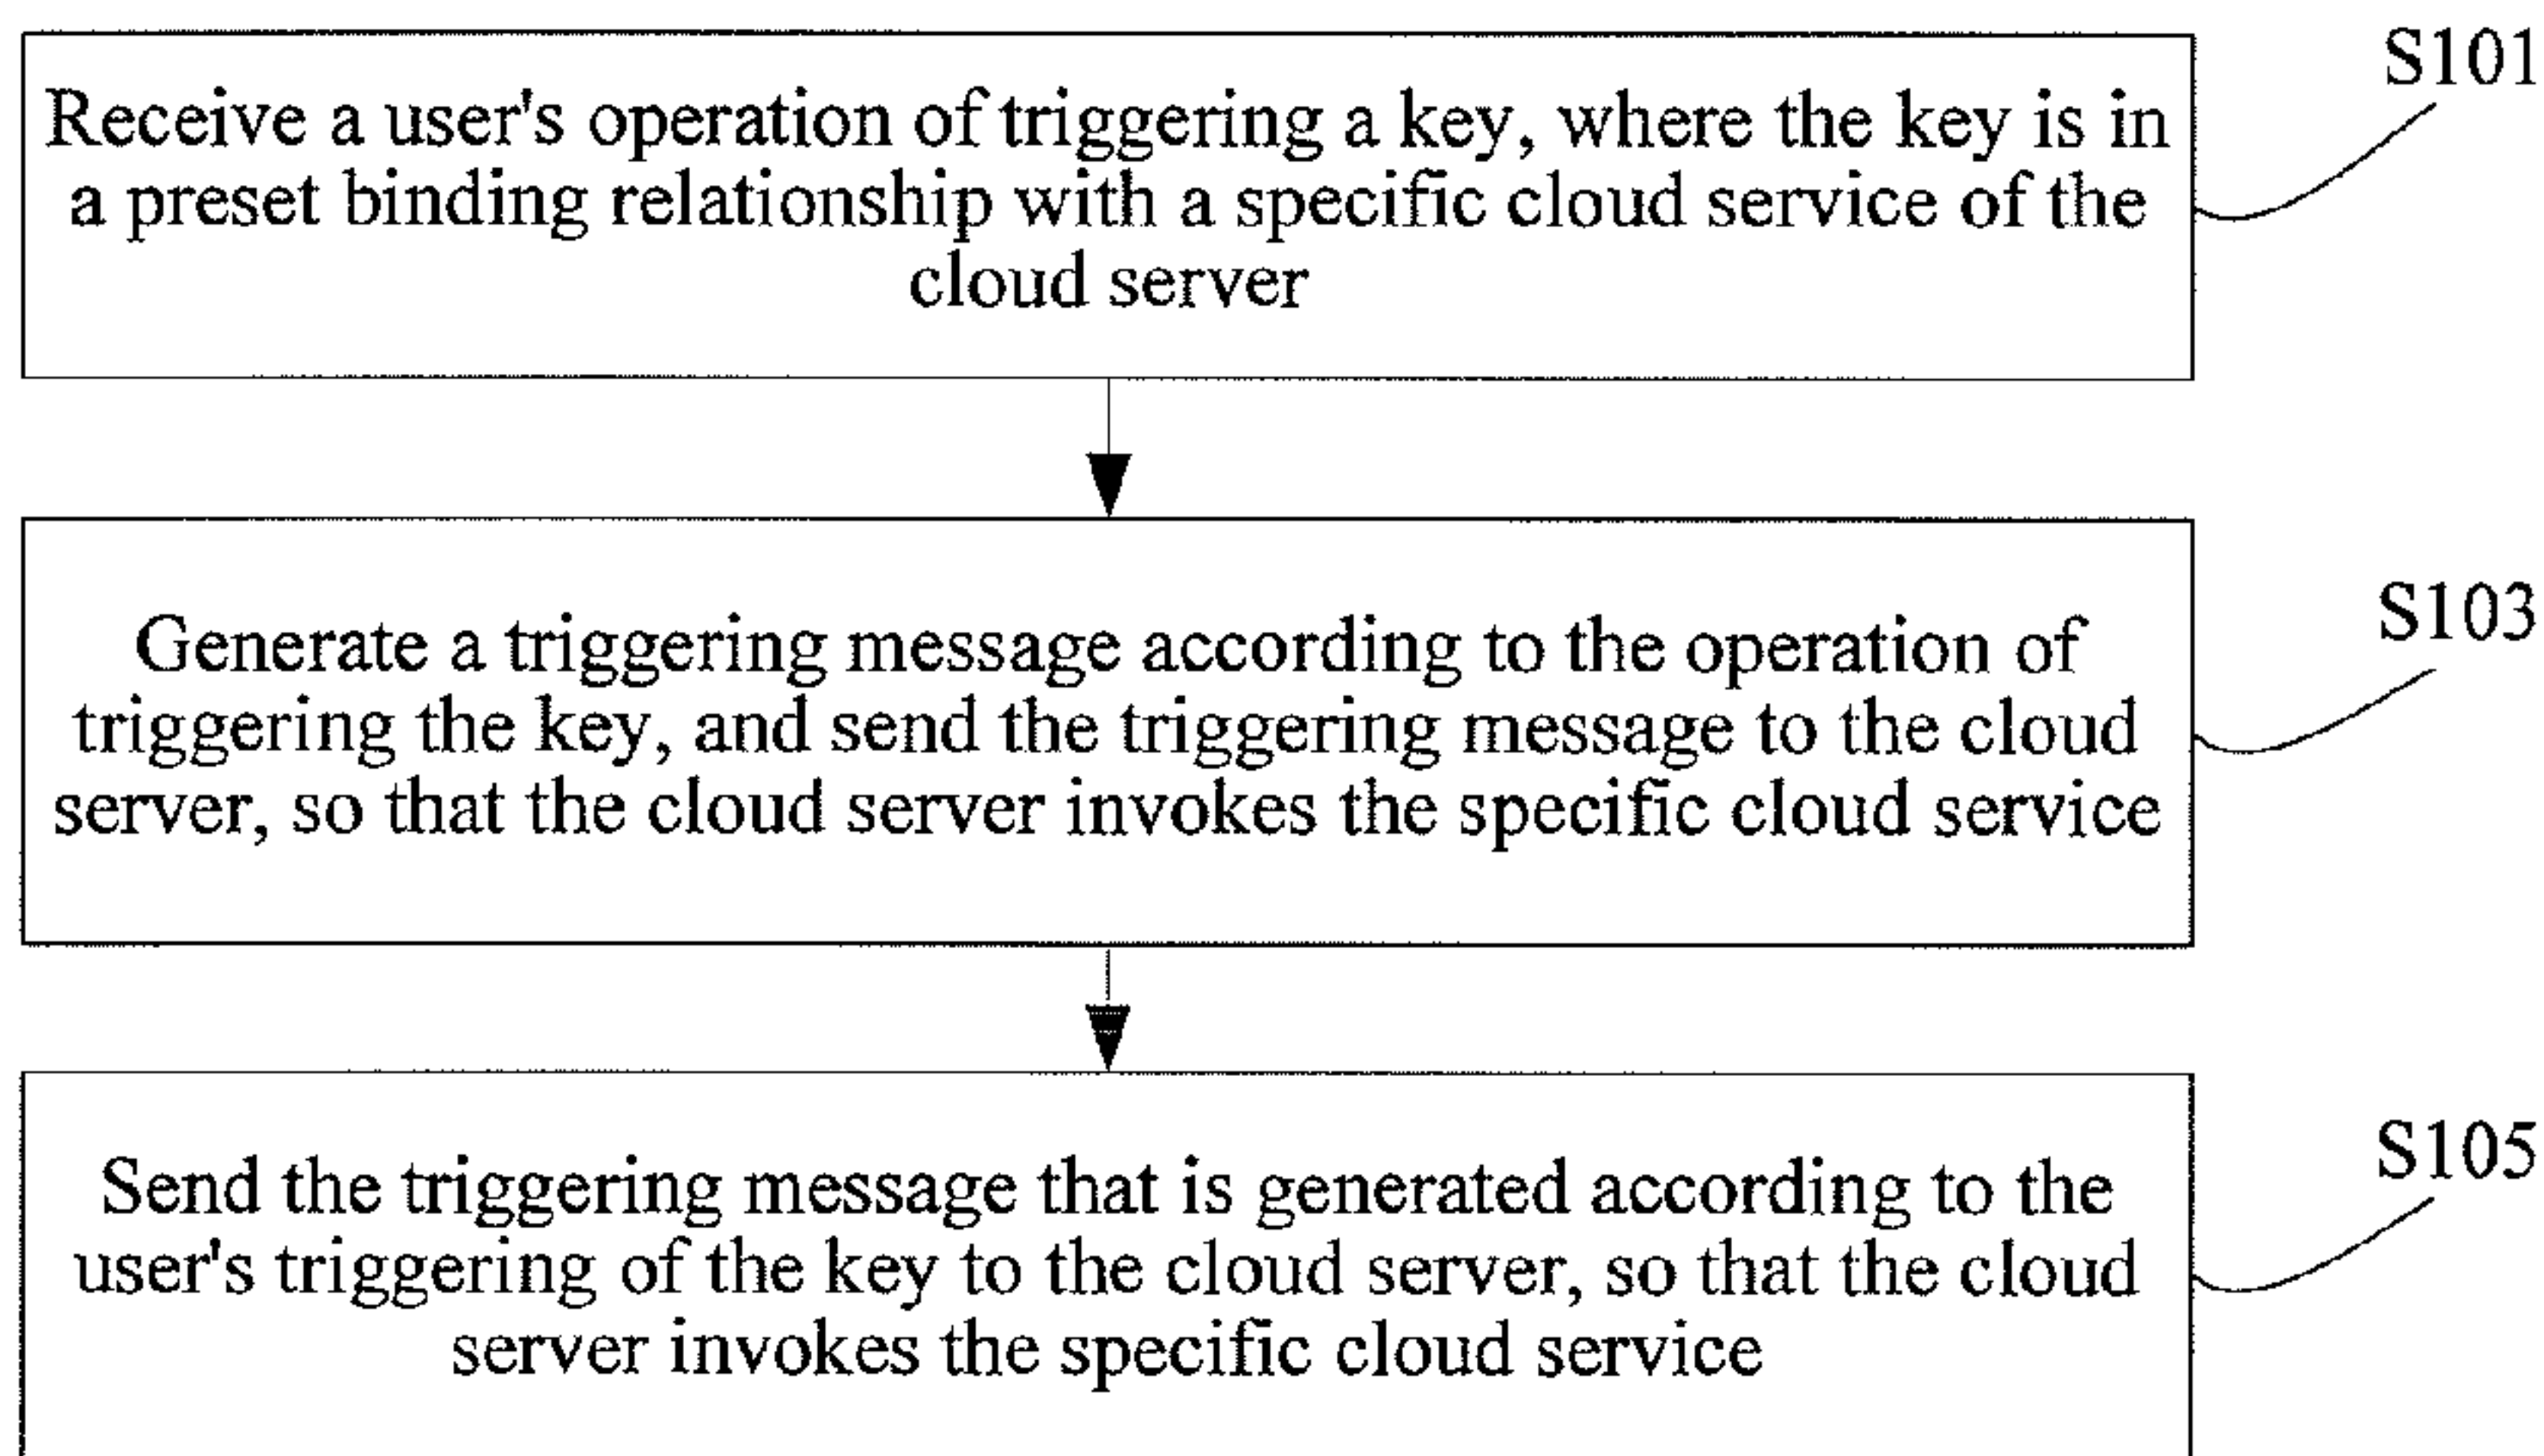 S101
Receive a user's operation of triggering a key, where the key is in
a preset binding relationship with a specific cloud service of the
cloud server
S103
Generate a triggering message according to the operation of
triggering the key, and send the triggering message to the cloud
server, so that the cloud server invokes the specific cloud service
S105
Send the triggering message that is generated according to the
user's triggering of the key to the cloud server, so that the cloud
server invokes the specific cloud service